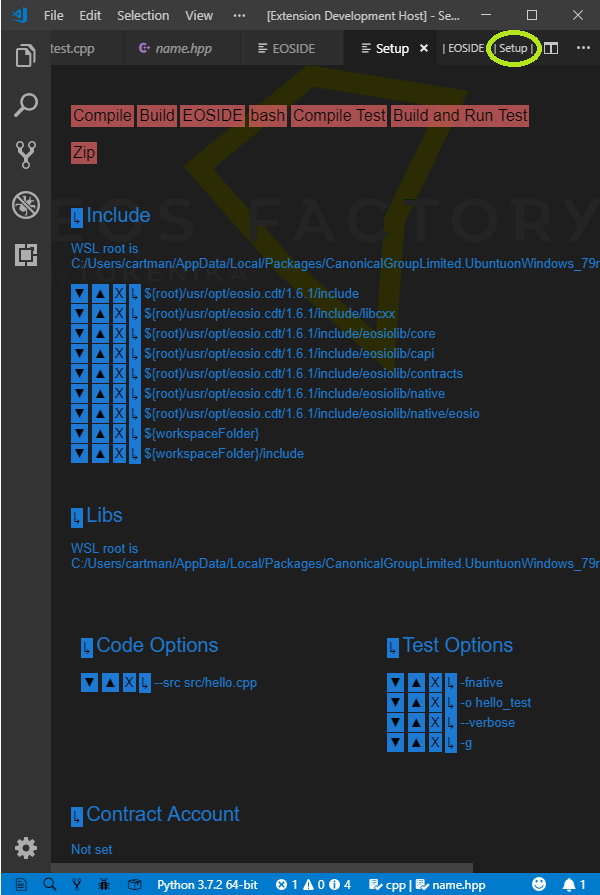 File Edit Selection View ··· [Extension Development Host] - Se...
test.cpp name.hpp EOSIDE Setup × | EOSIDE | Setup | ···
Compile Build EOSIDE bash Compile Test Build and Run Test
Zip
EOS FACTORY
by TOKENIKA
Include
WSL root is
C:/Users/cartman/AppData/Local/Packages/CanonicalGroupLimited.UbuntuonWindows_79r
▼ ▲ X ↳ ${root}/usr/opt/eosio.cdt/1.6.1/include
▼ ▲ X ↳ ${root}/usr/opt/eosio.cdt/1.6.1/include/libcxx
▼ ▲ X ↳ ${root}/usr/opt/eosio.cdt/1.6.1/include/eosiolib/core
▼ ▲ X ↳ ${root}/usr/opt/eosio.cdt/1.6.1/include/eosiolib/capi
▼ ▲ X ↳ ${root}/usr/opt/eosio.cdt/1.6.1/include/eosiolib/contracts
▼ ▲ X ↳ ${root}/usr/opt/eosio.cdt/1.6.1/include/eosiolib/native
▼ ▲ X ↳ ${root}/usr/opt/eosio.cdt/1.6.1/include/eosiolib/native/eosio
▼ ▲ X ↳ ${workspaceFolder}
▼ ▲ X ↳ ${workspaceFolder}/include
↳ Libs
WSL root is
C:/Users/cartman/AppData/Local/Packages/CanonicalGroupLimited.UbuntuonWindows_79r
↳ Code Options
▼ ▲ X ↳ --src src/hello.cpp
↳ Test Options
▼ ▲ X ↳ -fnative
▼ ▲ X ↳ -o hello_test
▼ ▲ X ↳ --verbose
▼ ▲ X ↳ -g
↳ Contract Account
Not set
Python 3.7.2 64-bit 1 0 4 cpp | name.hpp 1